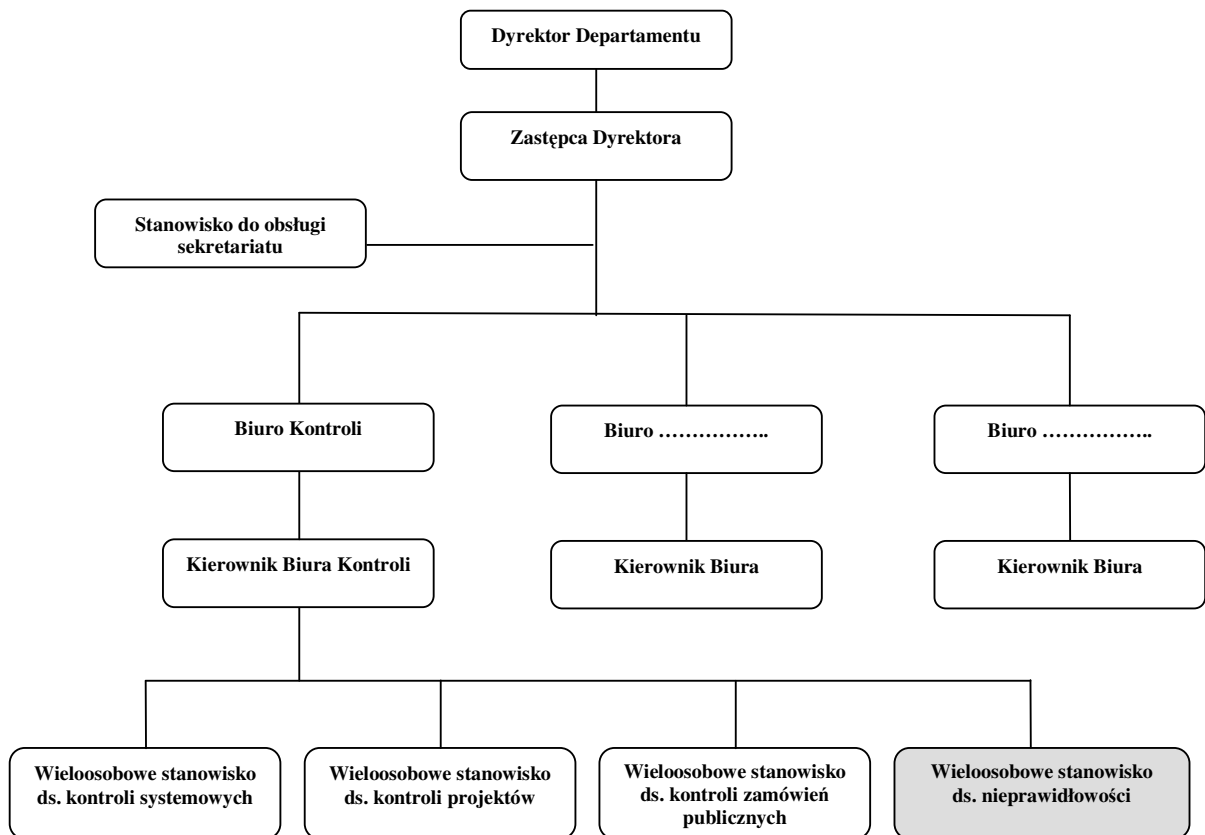 Dyrektor Departamentu
Zastępca Dyrektora
Stanowisko do obsługi
sekretariatu
Biuro Kontroli
Biuro ……………..
Biuro ……………..
Kierownik Biura Kontroli
Kierownik Biura
Kierownik Biura
Wieloosobowe stanowisko
ds. kontroli systemowych
Wieloosobowe stanowisko
ds. kontroli projektów
Wieloosobowe stanowisko
ds. kontroli zamówień
publicznych
Wieloosobowe stanowisko
ds. nieprawidłowości